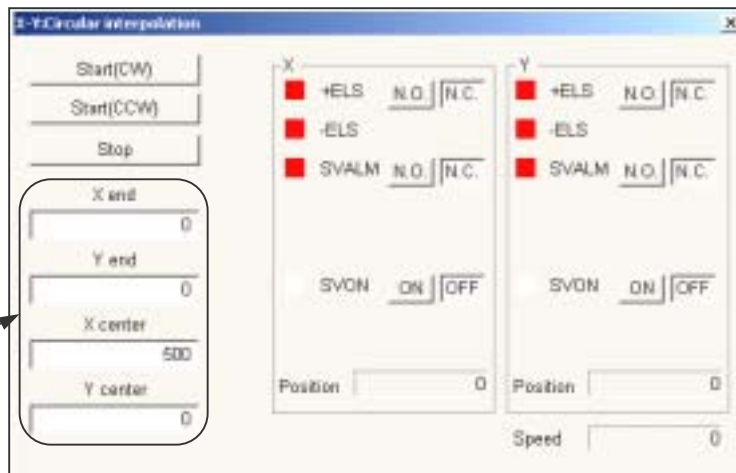 X-Y:Circular interpolation
Start(CW)
Start(CCW)
Stop
X end
0
Y end
0
X center
500
Y center
0
X
+ELS N.O. N.C.
-ELS
SVALM N.O. N.C.
SVON ON OFF
Position 0
Y
+ELS N.O. N.C.
-ELS
SVALM N.O. N.C.
SVON ON OFF
Position 0
Speed 0